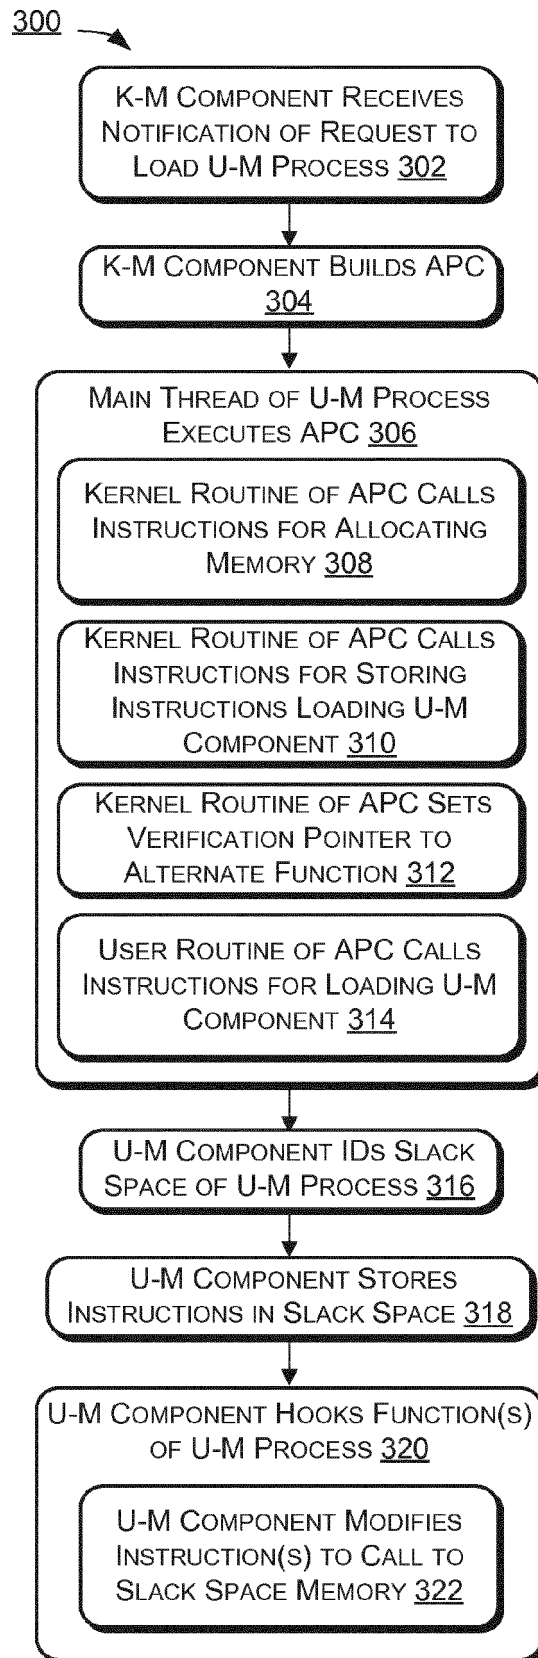 300
K-M COMPONENT RECEIVES
NOTIFICATION OF REQUEST TO
LOAD U-M PROCESS 302
K-M COMPONENT BUILDS APC
304
MAIN THREAD OF U-M PROCESS
EXECUTES APC 306
KERNEL ROUTINE OF APC CALLS
INSTRUCTIONS FOR ALLOCATING
MEMORY 308
KERNEL ROUTINE OF APC CALLS
INSTRUCTIONS FOR STORING
INSTRUCTIONS LOADING U-M
COMPONENT 310
KERNEL ROUTINE OF APC SETS
VERIFICATION POINTER TO
ALTERNATE FUNCTION 312
USER ROUTINE OF APC CALLS
INSTRUCTIONS FOR LOADING U-M
COMPONENT 314
U-M COMPONENT IDS SLACK
SPACE OF U-M PROCESS 316
U-M COMPONENT STORES
INSTRUCTIONS IN SLACK SPACE 318
U-M COMPONENT HOOKS FUNCTION(S)
OF U-M PROCESS 320
U-M COMPONENT MODIFIES
INSTRUCTION(S) TO CALL TO
SLACK SPACE MEMORY 322